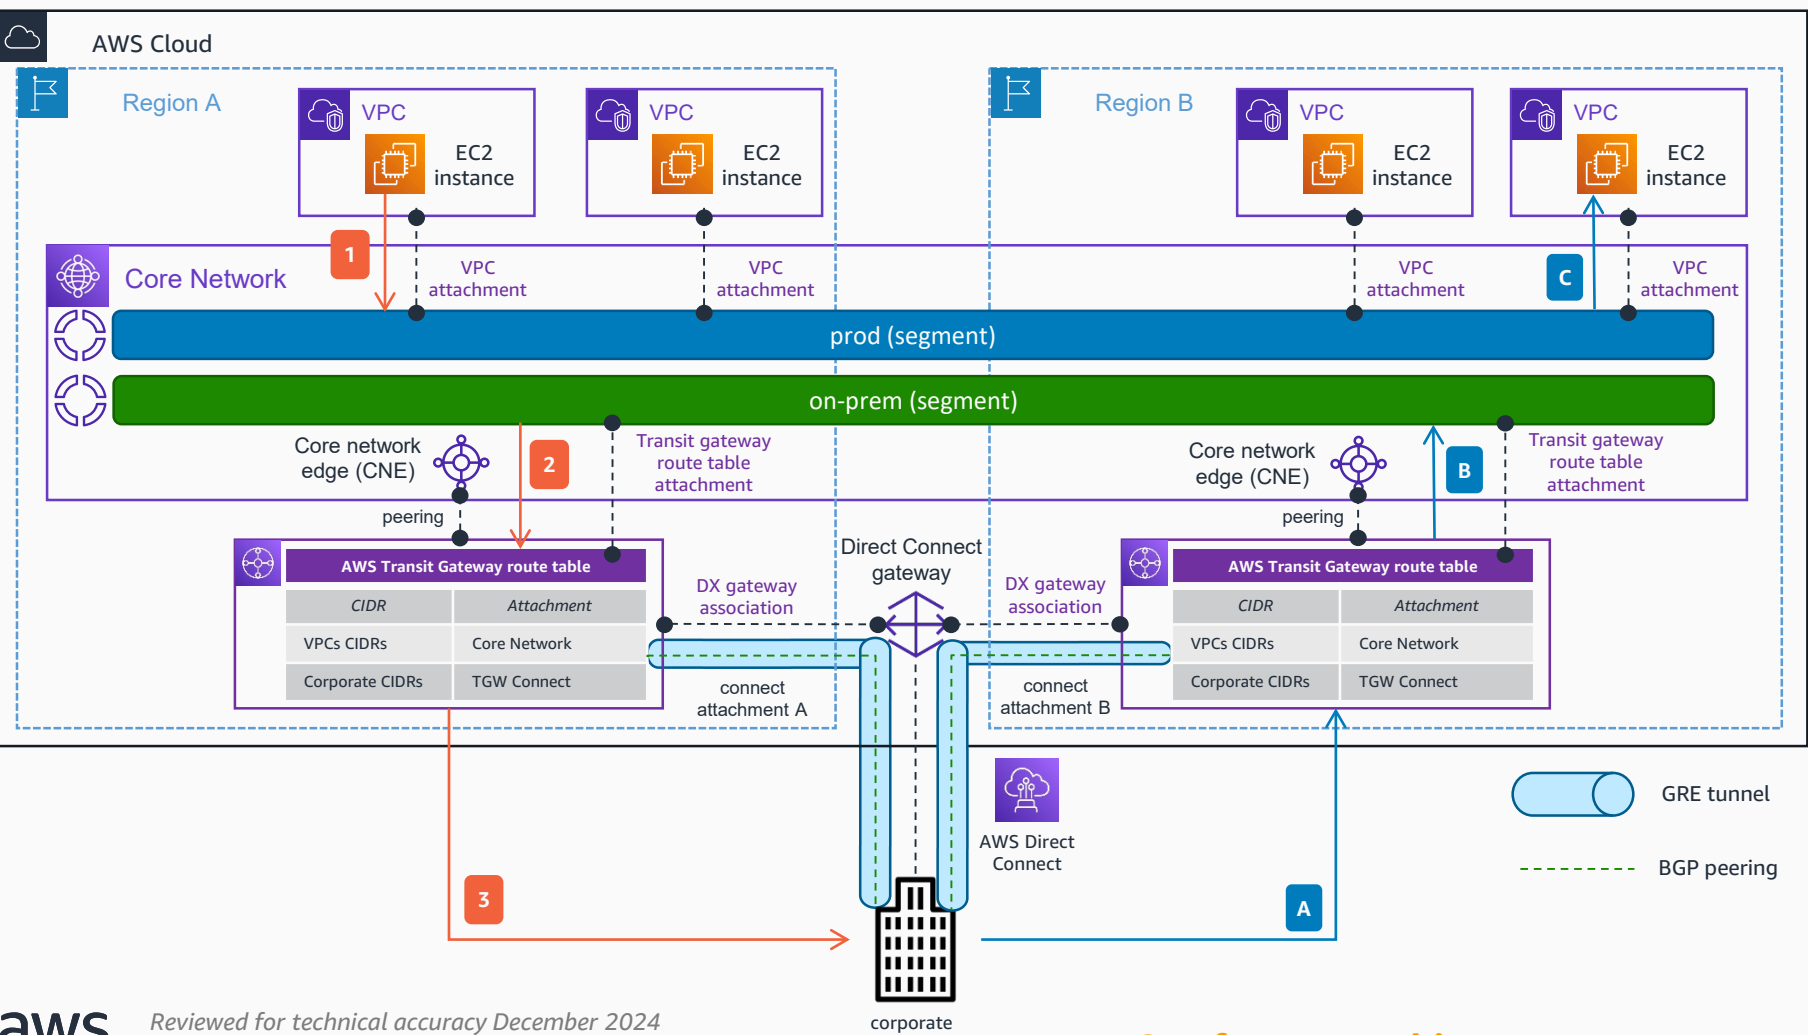 AWS Cloud
Region A
VPC
EC2
instance
VPC
EC2
instance
Region B
VPC
EC2
instance
VPC
EC2
instance
1
Core Network
VPC
attachment
VPC
attachment
VPC
attachment
C
VPC
attachment
prod (segment)
on-prem (segment)
Core network
edge (CNE)
2
Transit gateway
route table
attachment
Core network
edge (CNE)
B
Transit gateway
route table
attachment
peering
peering
AWS Transit Gateway route table
CIDR
Attachment
VPCs CIDRs
Core Network
Corporate CIDRs
TGW Connect
Direct Connect
gateway
DX gateway
association
DX gateway
association
connect
attachment A
connect
attachment B
AWS Transit Gateway route table
CIDR
Attachment
VPCs CIDRs
Core Network
Corporate CIDRs
TGW Connect
AWS Direct
Connect
GRE tunnel
BGP peering
3
A
corporate
aws
Reviewed for technical accuracy December 2024